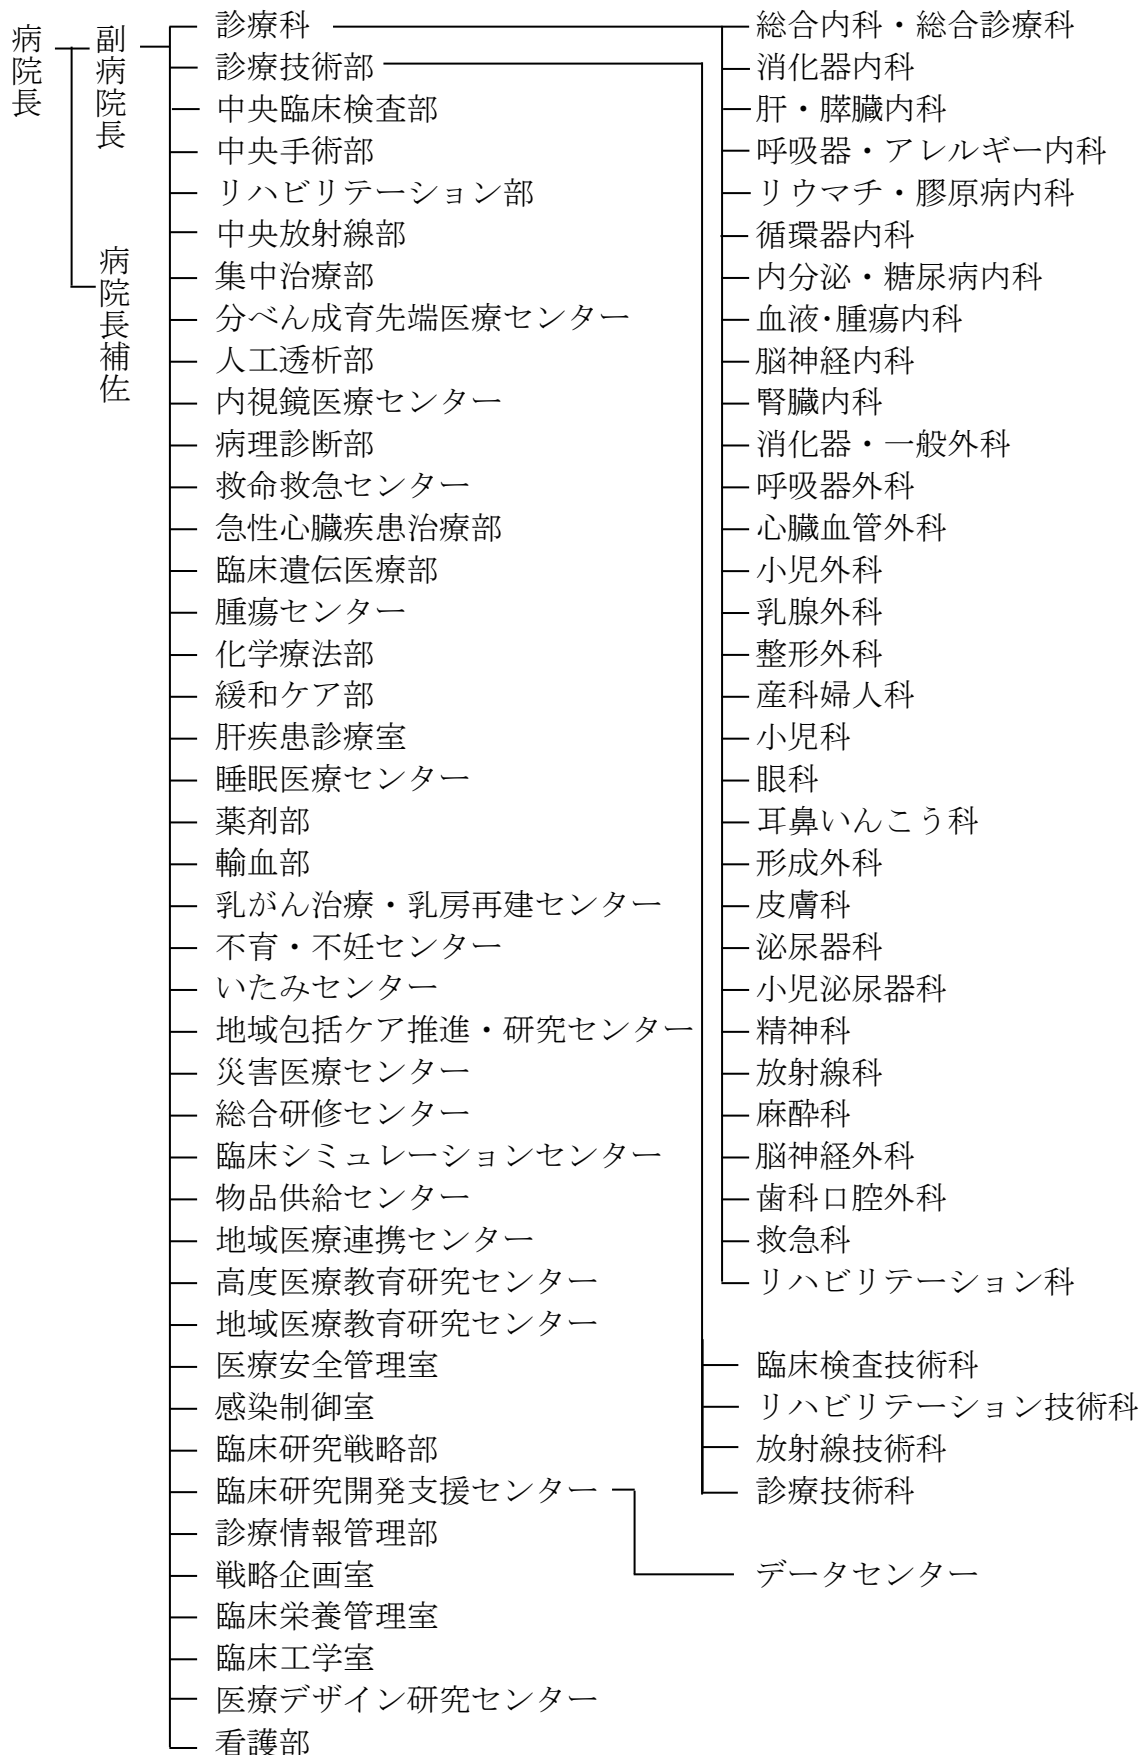 病院長
副病院長
病院長補佐
診療科
診療技術部
中央臨床検査部
中央手術部
リハビリテーション部
中央放射線部
集中治療部
分べん成育先端医療センター
人工透析部
内視鏡医療センター
病理診断部
救命救急センター
急性心臓疾患治療部
臨床遺伝医療部
腫瘍センター
化学療法部
緩和ケア部
肝疾患診療室
睡眠医療センター
薬剤部
輸血部
乳がん治療・乳房再建センター
不育・不妊センター
いたみセンター
地域包括ケア推進・研究センター
災害医療センター
総合研修センター
臨床シミュレーションセンター
物品供給センター
地域医療連携センター
高度医療教育研究センター
地域医療教育研究センター
医療安全管理室
感染制御室
臨床研究戦略部
臨床研究開発支援センター
診療情報管理部
戦略企画室
臨床栄養管理室
臨床工学室
医療デザイン研究センター
看護部
総合内科・総合診療科
消化器内科
肝・膵臓内科
呼吸器・アレルギー内科
リウマチ・膠原病内科
循環器内科
内分泌・糖尿病内科
血液･腫瘍内科
脳神経内科
腎臓内科
消化器・一般外科
呼吸器外科
心臓血管外科
小児外科
乳腺外科
整形外科
産科婦人科
小児科
眼科
耳鼻いんこう科
形成外科
皮膚科
泌尿器科
小児泌尿器科
精神科
放射線科
麻酔科
脳神経外科
歯科口腔外科
救急科
リハビリテーション科
臨床検査技術科
リハビリテーション技術科
放射線技術科
診療技術科
データセンター